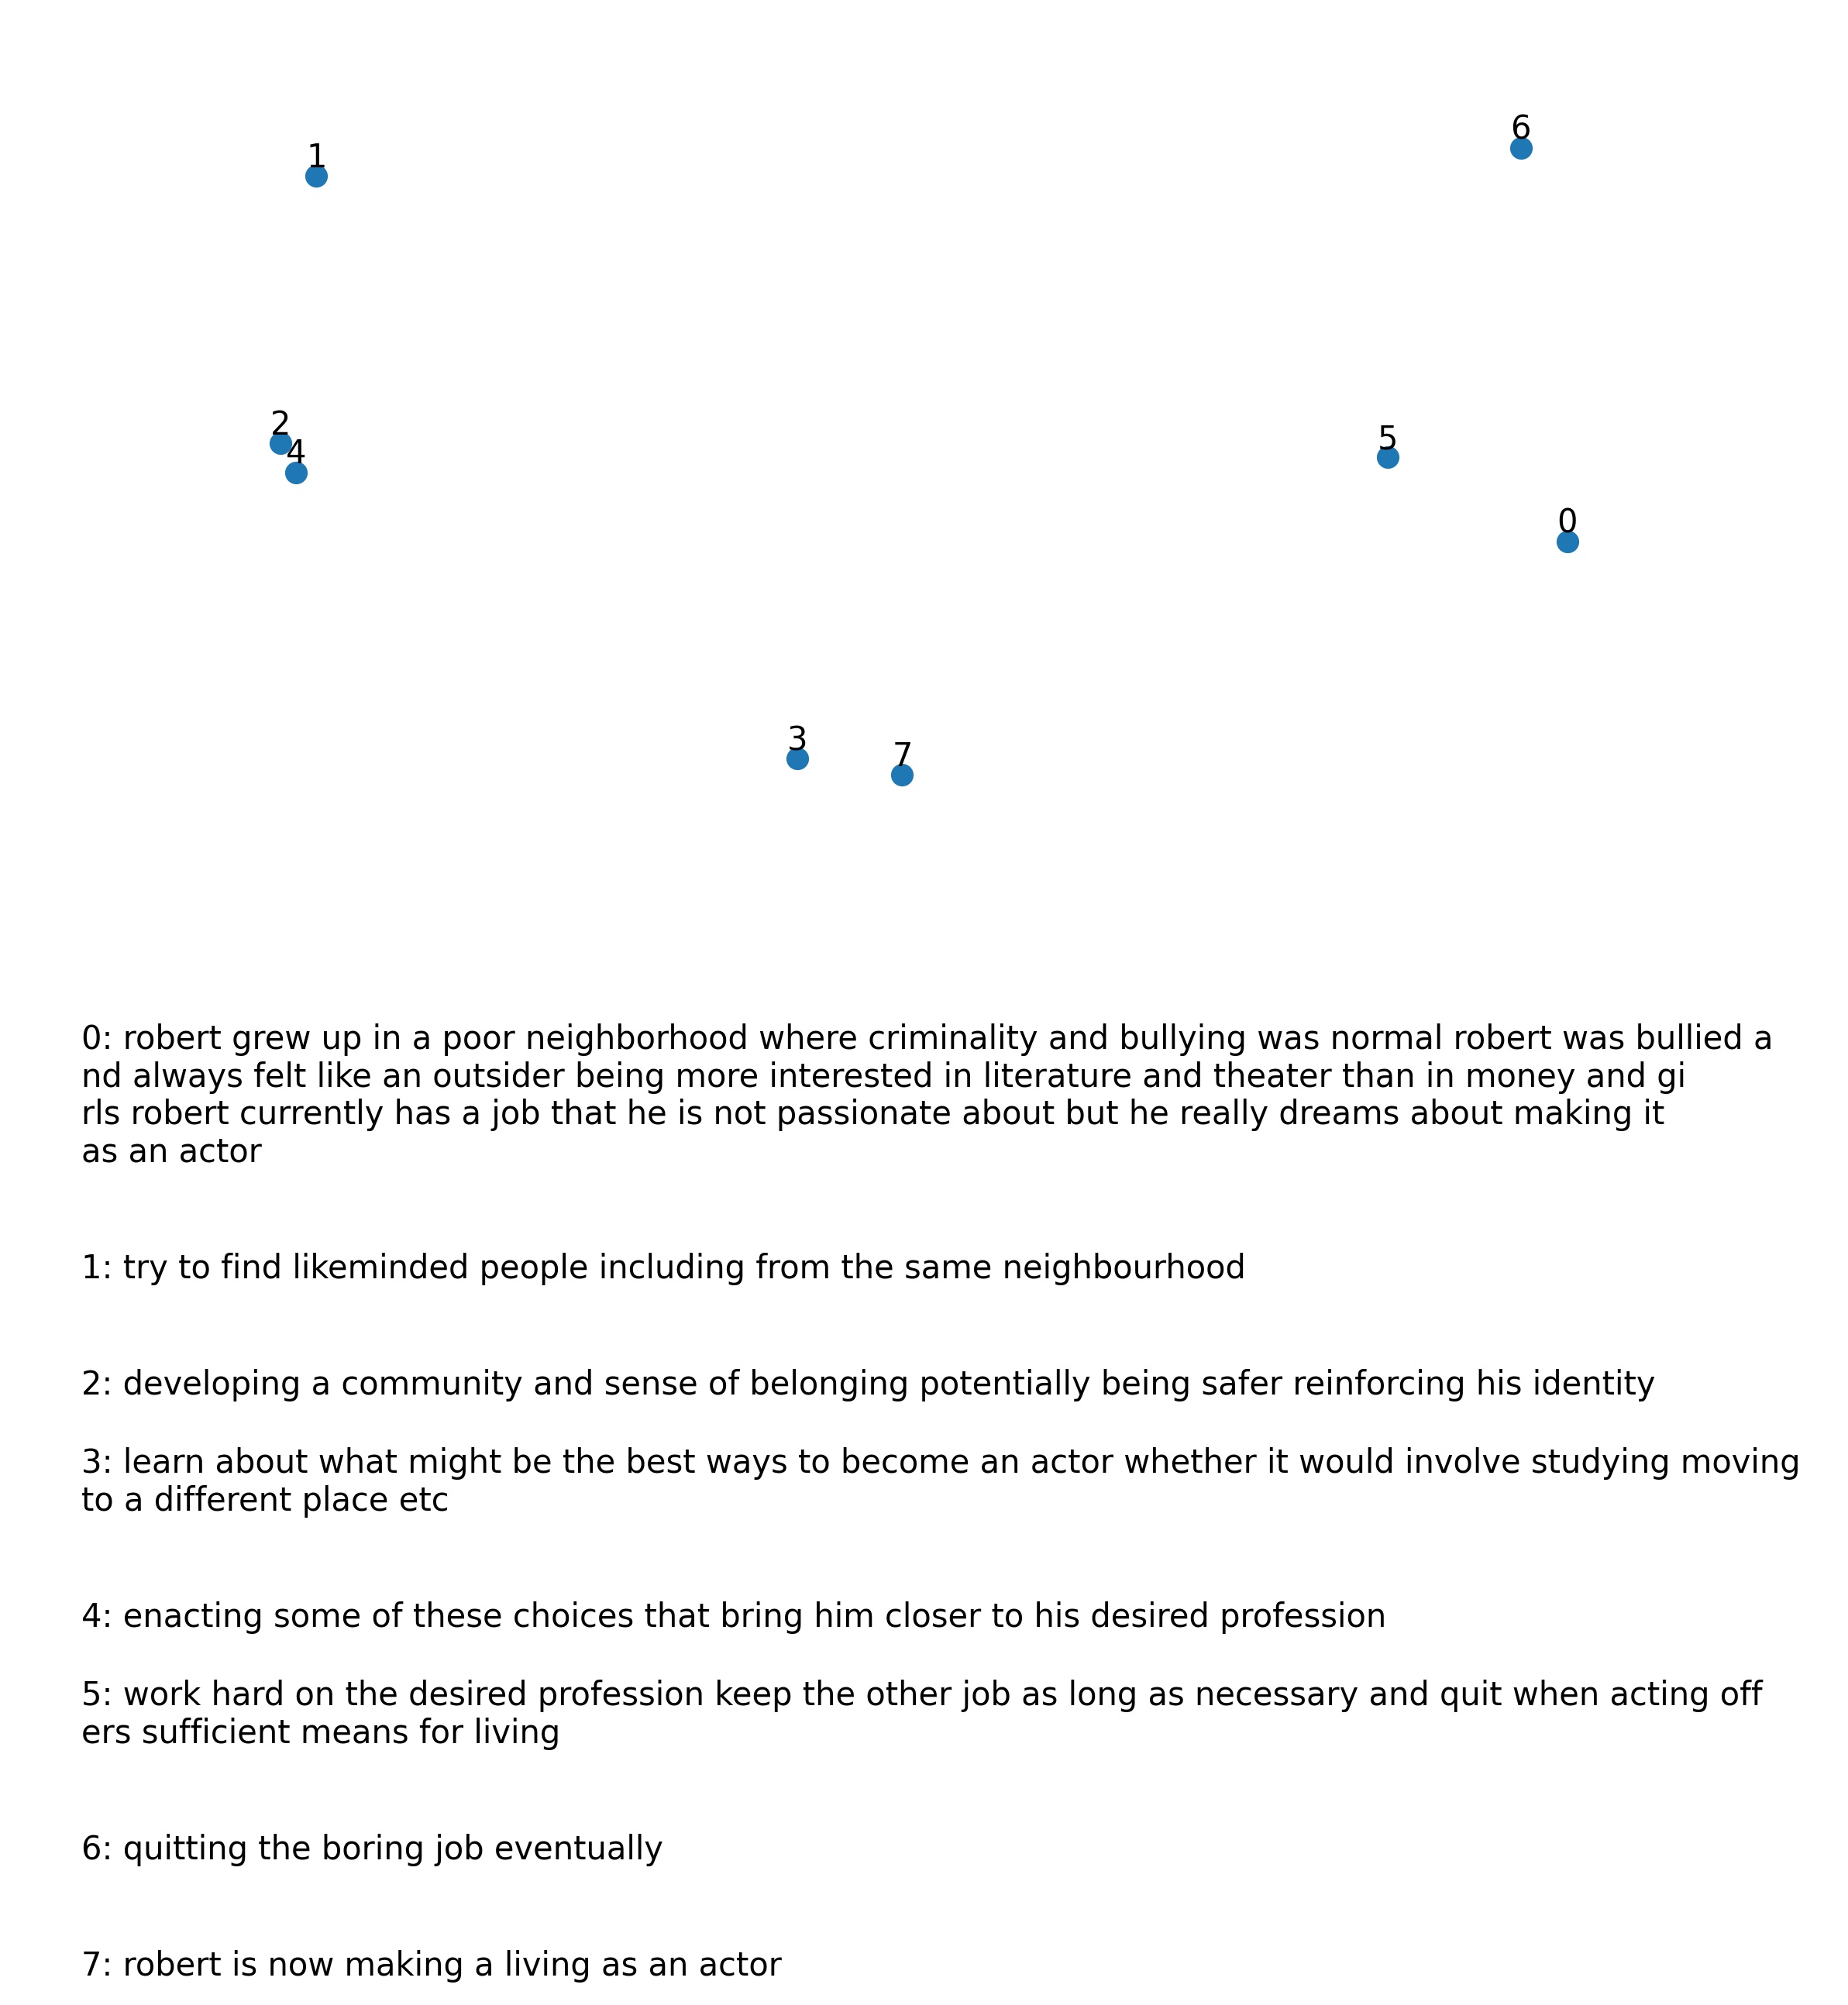 6
1
2
5
4
0
3
7
0: robert grew up in a poor neighborhood where criminality and bullying was normal robert was bullied a
nd always felt like an outsider being more interested in literature and theater than in money and gi
rls robert currently has a job that he is not passionate about but he really dreams about making it
as an actor
1: try to find likeminded people including from the same neighbourhood
2: developing a community and sense of belonging potentially being safer reinforcing his identity
3: learn about what might be the best ways to become an actor whether it would involve studying moving
to a different place etc
4: enacting some of these choices that bring him closer to his desired profession
5: work hard on the desired profession keep the other job as long as necessary and quit when acting off
ers sufficient means for living
6: quitting the boring job eventually
7: robert is now making a living as an actor